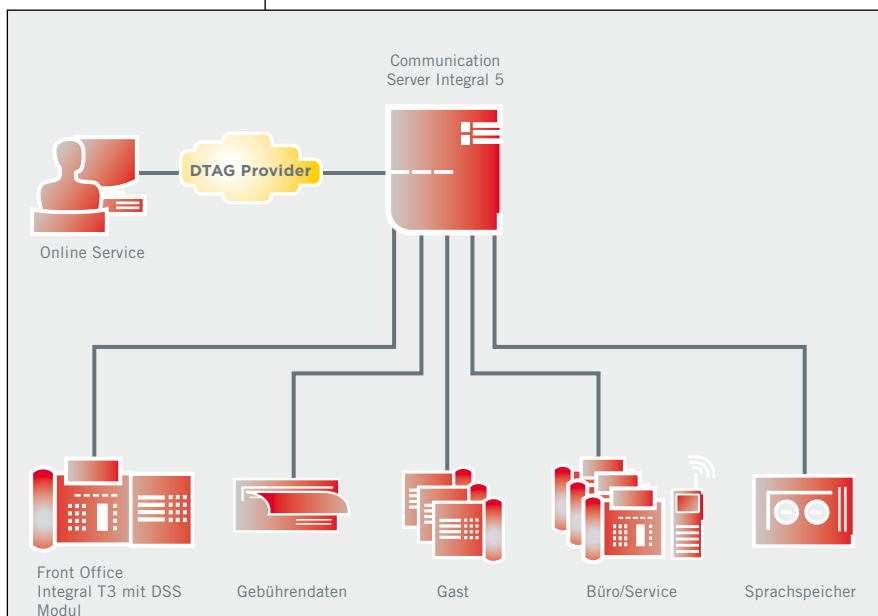 Communication
Server Integral 5
DTAG Provider
Online Service
Front Office
Integral T3 mit DSS
Modul
Gebührendaten
Gast
Büro/Service
Sprachspeicher